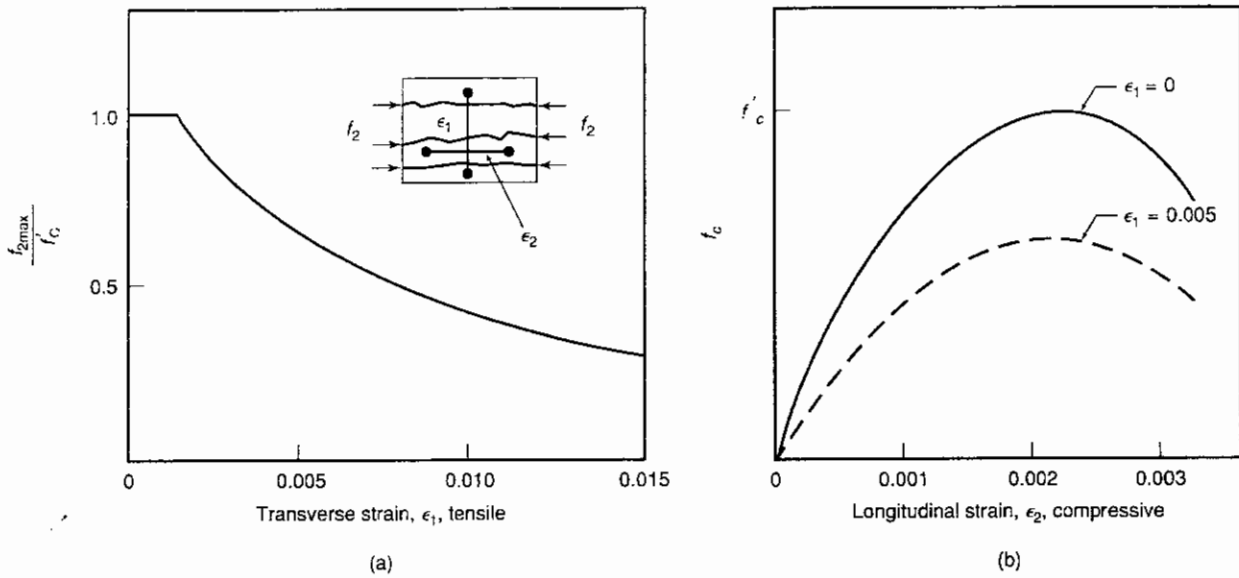 f2max
f'c
1.0
0.5
0
0.005
0.010
0.015
Transverse strain, ϵ1, tensile
f2
ϵ1
f2
ϵ2
(a)
f'c
fc
ϵ1 = 0
ϵ1 = 0.005
0
0.001
0.002
0.003
Longitudinal strain, ϵ2, compressive
(b)